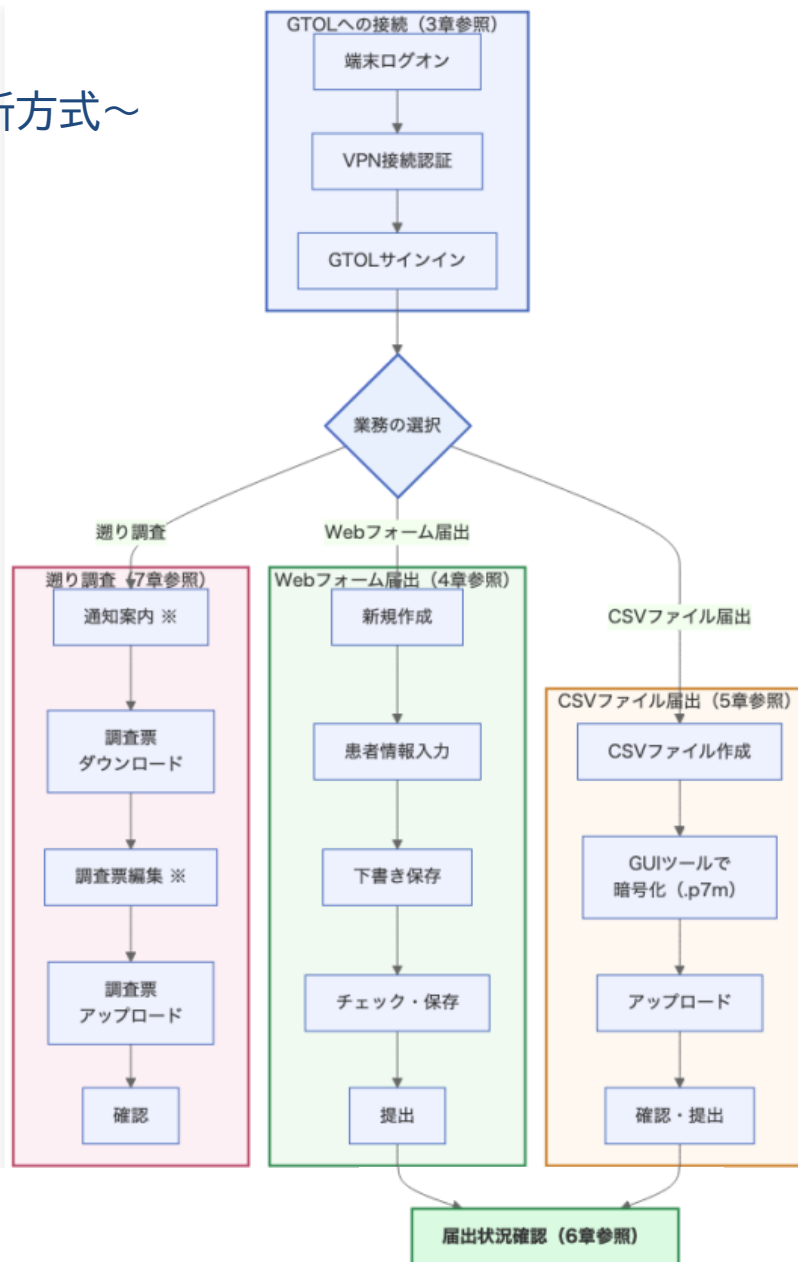 GTOLへの接続（3章参照）
端末ログオン
方式～
VPN接続認証
GTOLサインイン
業務の選択
遡り調査
Webフォーム届出
CSVファイル届出
遡り調査（7章参照）
通知案内 ※
調査票
ダウンロード
調査票編集 ※
調査票
アップロード
確認
Webフォーム届出（4章参照）
新規作成
患者情報入力
下書き保存
チェック・保存
提出
CSVファイル届出（5章参照）
CSVファイル作成
GUIツールで
暗号化（.p7m）
アップロード
確認・提出
届出状況確認（6章参照）